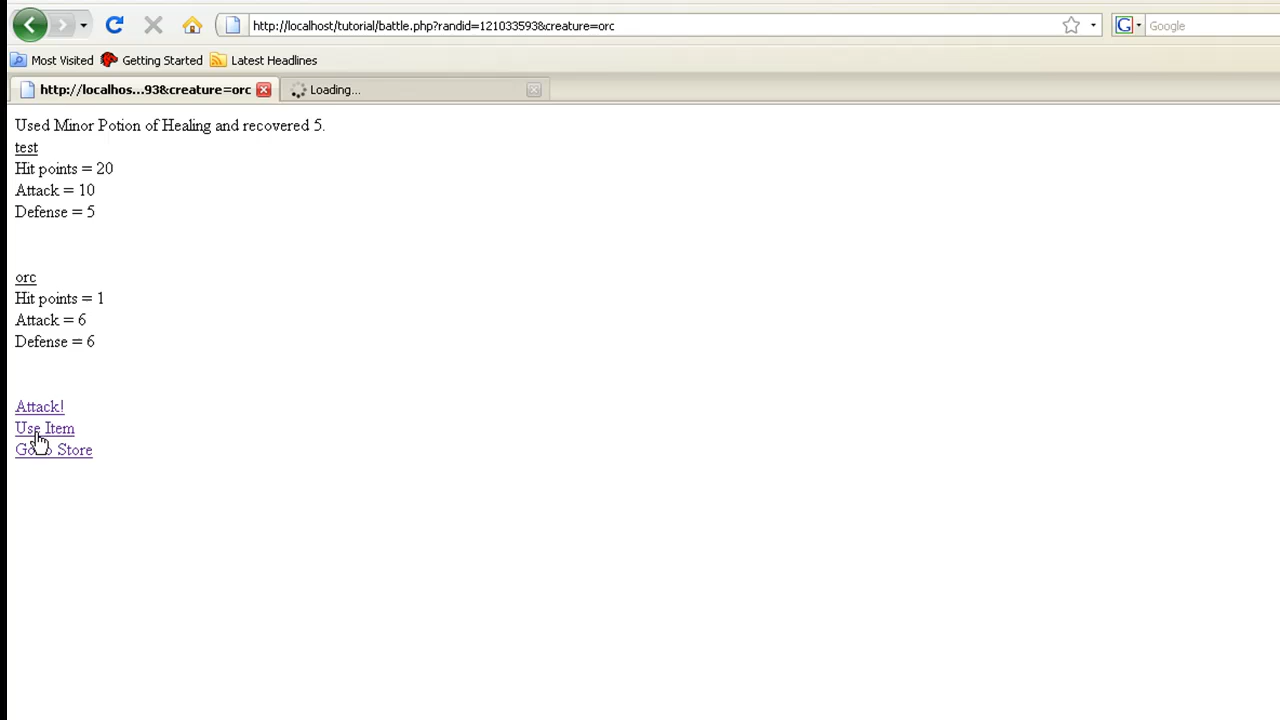 http://localhost/tutorial/battle.php?randid=121033593&creature=orc
G Google
Most Visited Getting Started Latest Headlines
http://localhos...93&creature=orc Loading...
Used Minor Potion of Healing and recovered 5.
test
Hit points = 20
Attack = 10
Defense = 5
orc
Hit points = 1
Attack = 6
Defense = 6
Attack!
Use Item
Go to Store